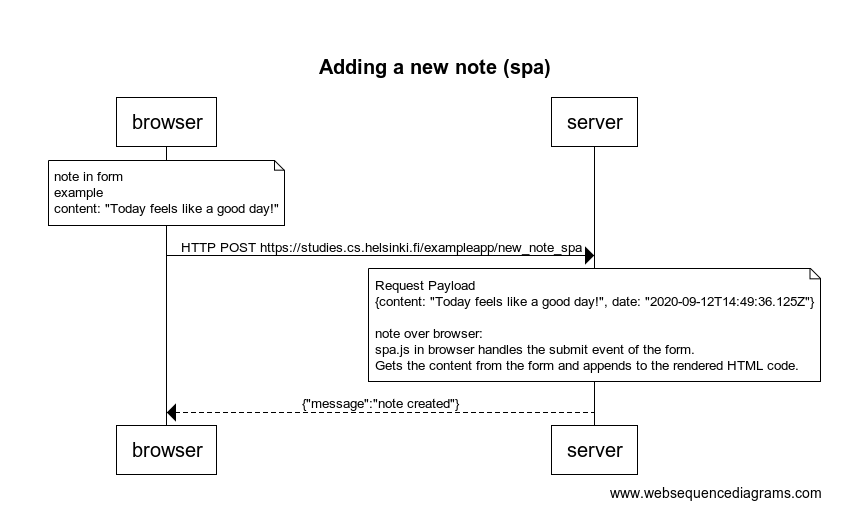 Adding a new note (spa)
browser
server
note in form
example
content: "Today feels like a good day!"
HTTP POST https://studies.cs.helsinki.fi/exampleapp/new_note_spa
Request Payload
{content: "Today feels like a good day!", date: "2020-09-12T14:49:36.125Z"}
note over browser:
spa.js in browser handles the submit event of the form.
Gets the content from the form and appends to the rendered HTML code.
{"message":"note created"}
browser
server
www.websequencediagrams.com